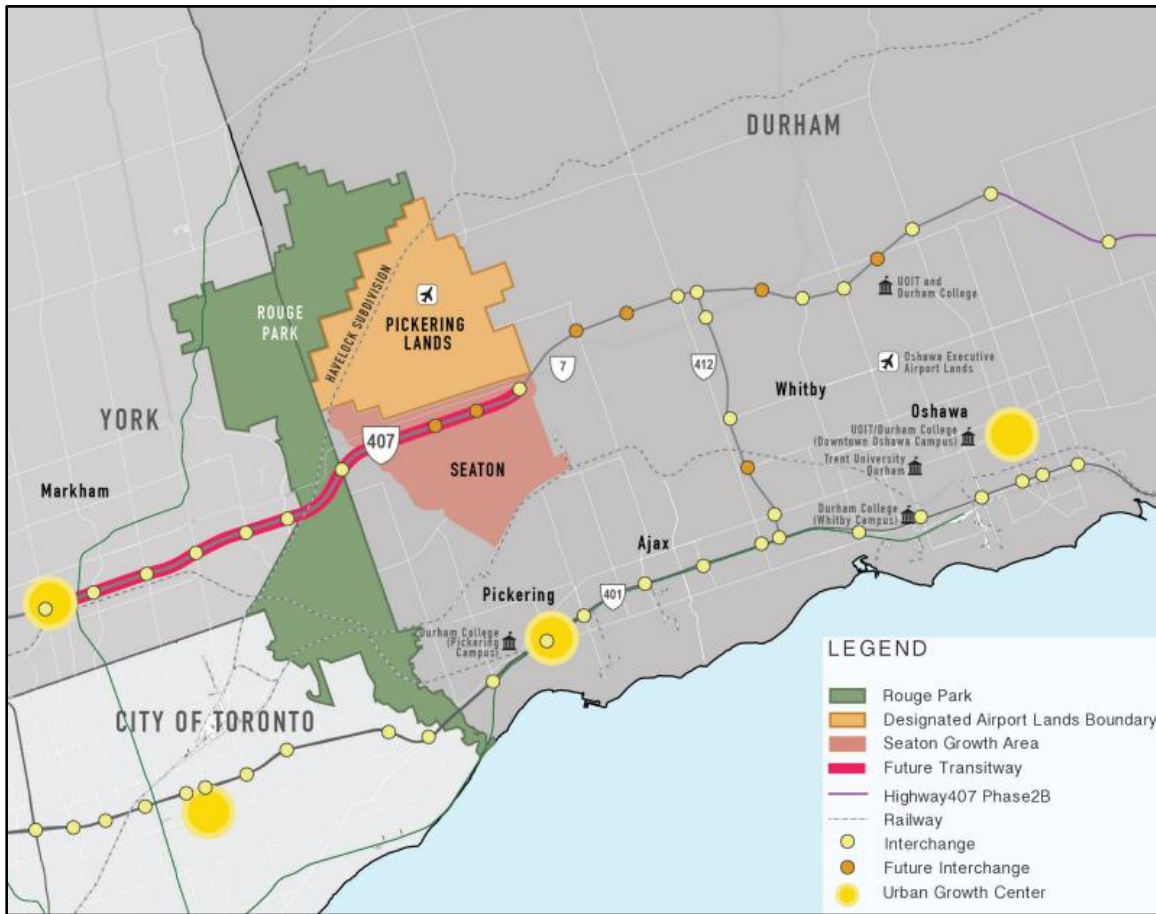 DURHAM
UOIT and
Durham College
ROUGE
PARK
HAVELOCK SUBDIVISION
PICKERING
LANDS
7
412
Whitby
Oshawa Executive
Airport Lands
YORK
407
Oshawa
UOIT/Durham College
(Downtown Oshawa Campus)
SEATON
Trent University
Durham
Markham
Durham College
(Whitby Campus)
Ajax
Pickering
401
Durham College
(Pickering
Campus)
CITY OF TORONTO
LEGEND
Rouge Park
Designated Airport Lands Boundary
Seaton Growth Area
Future Transitway
Highway407 Phase2B
Railway
Interchange
Future Interchange
Urban Growth Center